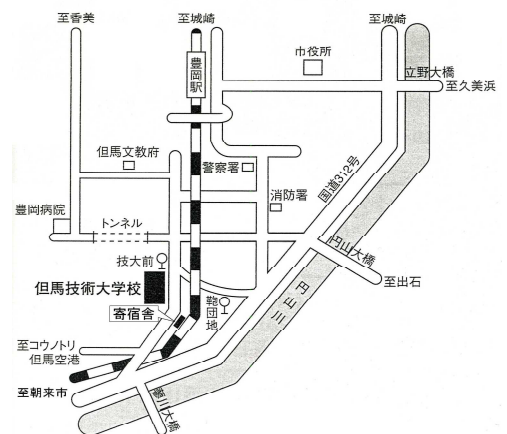 至香美
至城崎
至城崎
豊岡駅
市役所
立野大橋
至久美浜
但馬文教府
警察署
消防署
国道312号
豊岡病院
トンネル
円山大橋
技大前
至出石
但馬技術大学校
鞄団地
円山川
寄宿舎
至コウノトリ
但馬空港
至朝来市